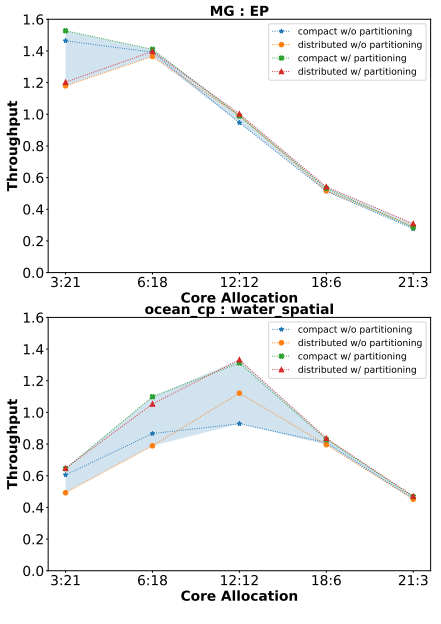 MG : EP
1.6
1.4
1.2
1.0
0.8
0.6
0.4
0.2
0.0
Throughput
compact w/o partitioning
distributed w/o partitioning
compact w/ partitioning
distributed w/ partitioning
3:21 6:18 12:12 18:6 21:3
Core Allocation
ocean_cp : water_spatial
1.6
1.4
1.2
1.0
0.8
0.6
0.4
0.2
0.0
Throughput
compact w/o partitioning
distributed w/o partitioning
compact w/ partitioning
distributed w/ partitioning
3:21 6:18 12:12 18:6 21:3
Core Allocation